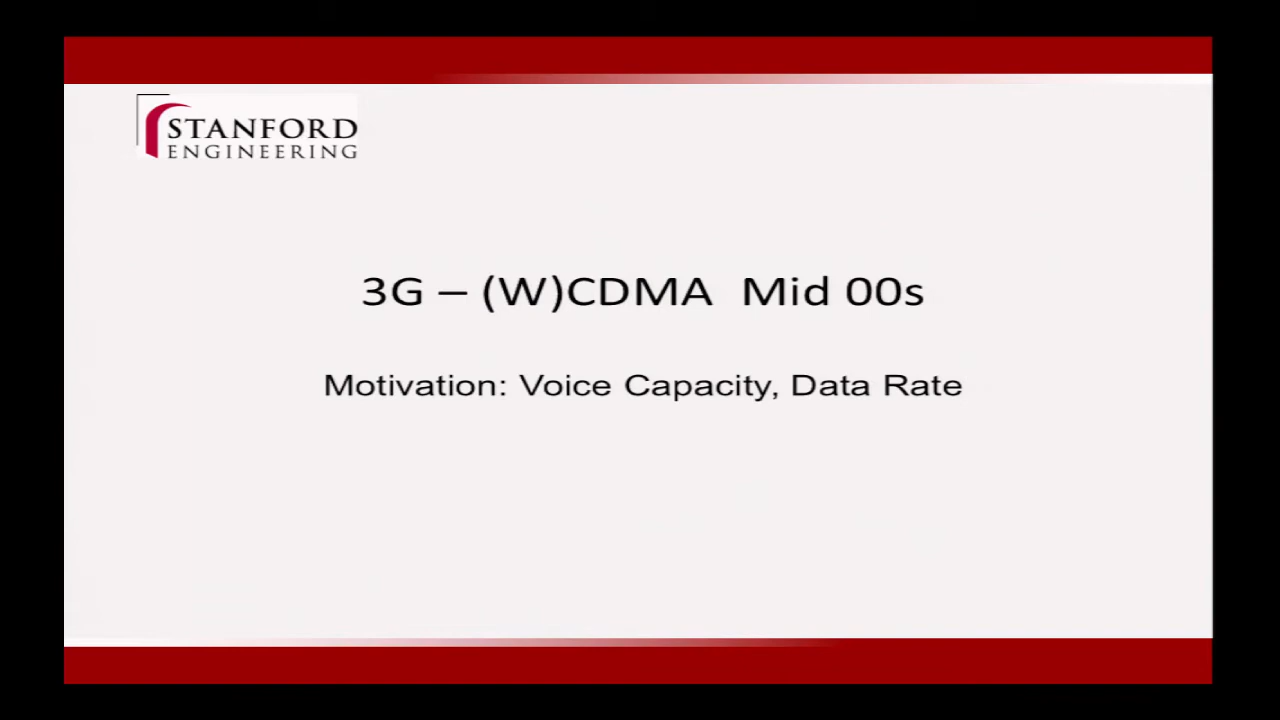 STANFORD
ENGINEERING
3G – (W)CDMA Mid 00s
Motivation: Voice Capacity, Data Rate